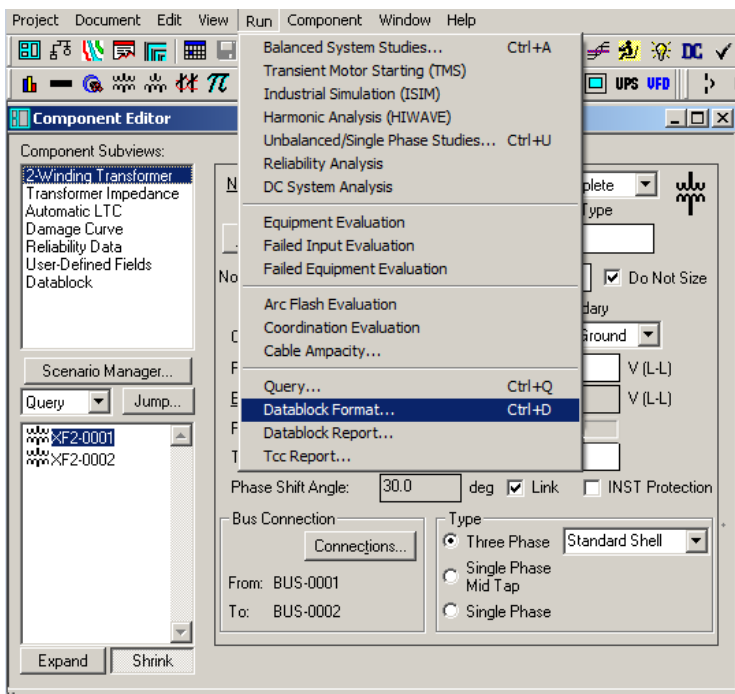 Project Document Edit View Run Component Window Help
DC
UPS VFD
Component Editor
Component Subviews:
2-Winding Transformer
Transformer Impedance
Automatic LTC
Damage Curve
Reliability Data
User-Defined Fields
Datablock
Scenario Manager...
Query Jump...
XF2-0001
XF2-0002
Expand Shrink
Balanced System Studies... Ctrl+A
Transient Motor Starting (TMS)
Industrial Simulation (ISIM)
Harmonic Analysis (HIWAVE)
Unbalanced/Single Phase Studies... Ctrl+U
Reliability Analysis
DC System Analysis
Equipment Evaluation
Failed Input Evaluation
Failed Equipment Evaluation
Arc Flash Evaluation
Coordination Evaluation
Cable Ampacity...
Query... Ctrl+Q
Datablock Format... Ctrl+D
Datablock Report...
Tcc Report...
N plete
Type
No Do Not Size
dary
Ground
V (L-L)
V (L-L)
Phase Shift Angle: 30.0 deg Link INST Protection
Bus Connection
Connections...
From: BUS-0001
To: BUS-0002
Type
Three Phase Standard Shell
Single Phase
Mid Tap
Single Phase